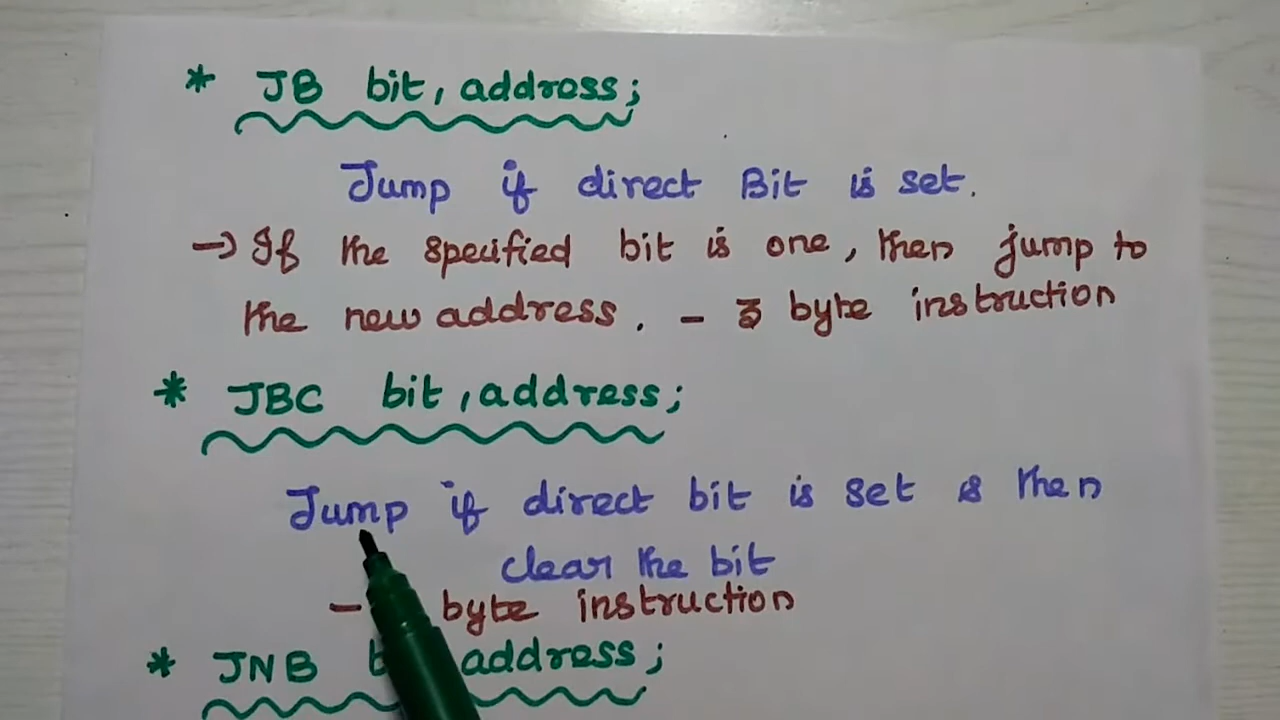 * JB bit, address;
Jump if direct Bit is set.
→ If the specified bit is one, then jump to
the new address. - 3 byte instruction
* JBC bit, address;
Jump if direct bit is set & then
clear the bit
- byte instruction
* JNB address;